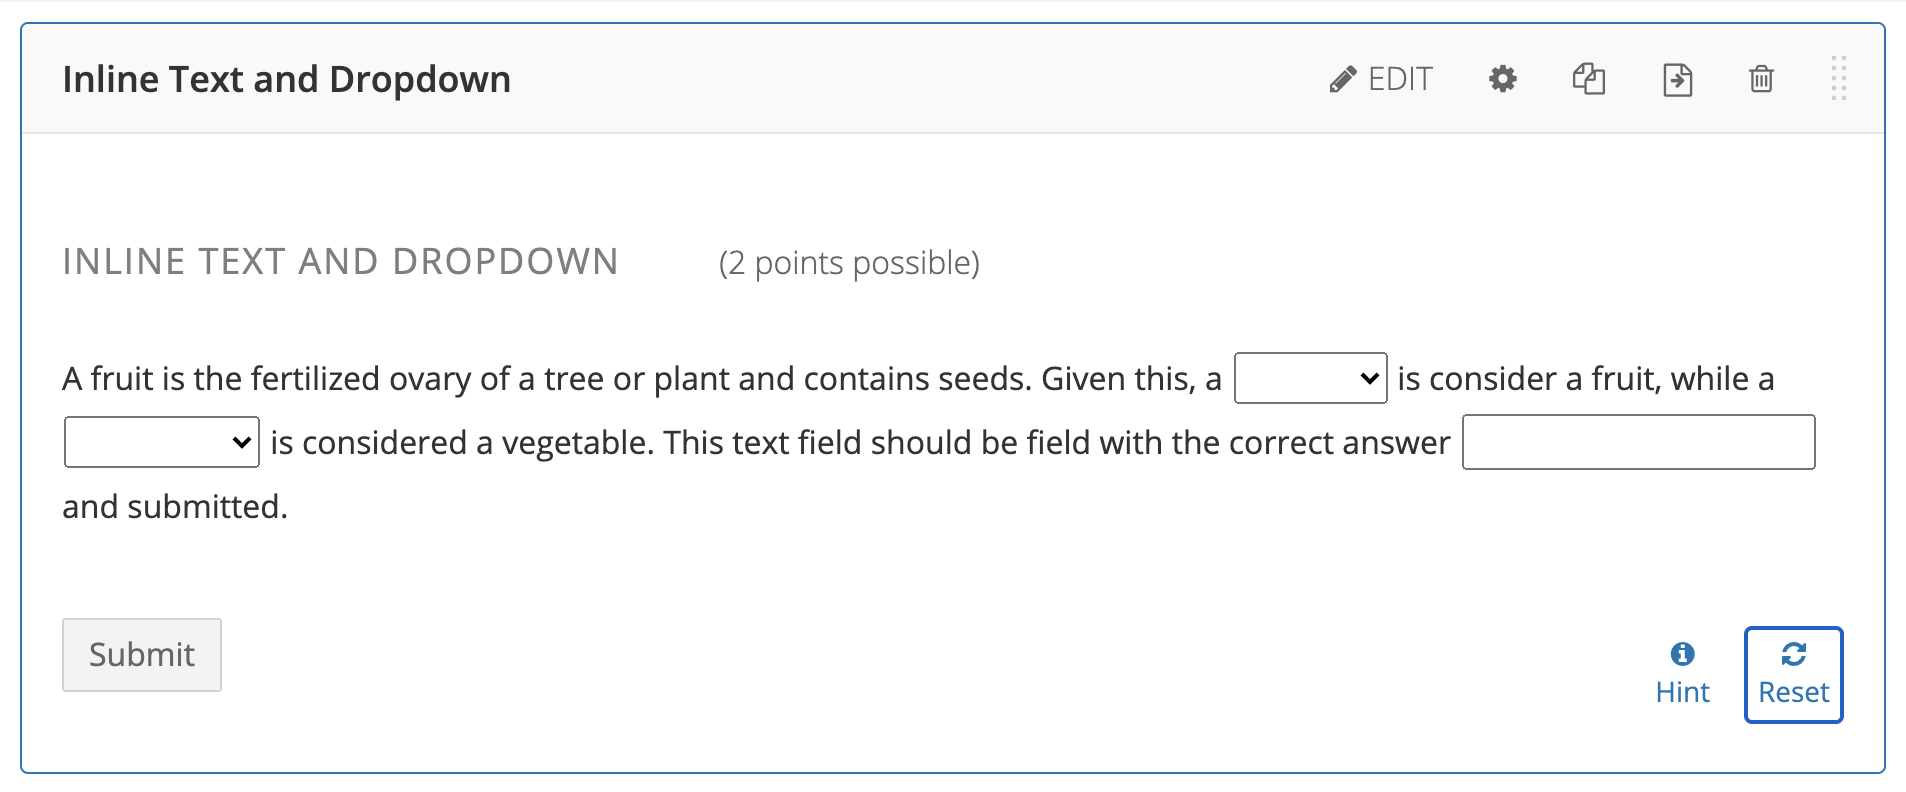 Inline Text and Dropdown EDIT
INLINE TEXT AND DROPDOWN (2 points possible)
A fruit is the fertilized ovary of a tree or plant and contains seeds. Given this, a is consider a fruit, while a
is considered a vegetable. This text field should be field with the correct answer
and submitted.
Submit
Hint Reset